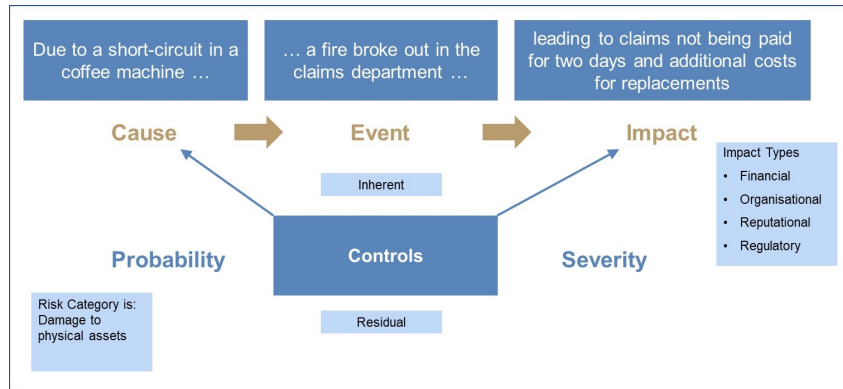 Due to a short-circuit in a
coffee machine …
… a fire broke out in the
claims department …
leading to claims not being paid
for two days and additional costs
for replacements
Cause
Event
Impact
Impact Types
• Financial
• Organisational
• Reputational
• Regulatory
Inherent
Probability
Controls
Severity
Risk Category is:
Damage to
physical assets
Residual